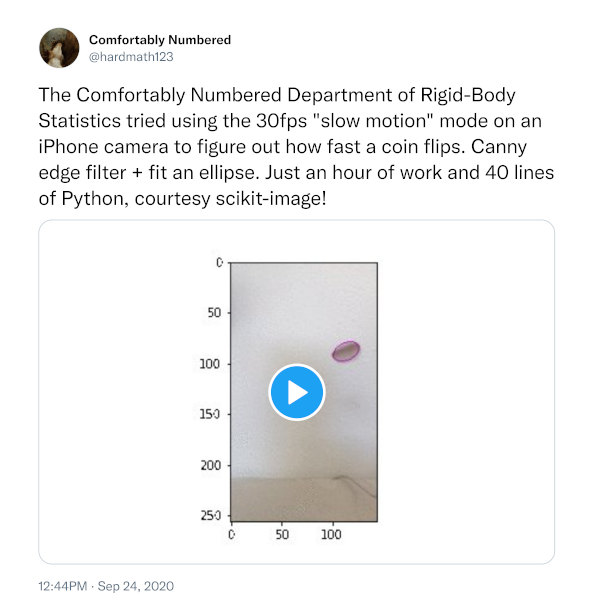 Comfortably Numbered
@hardmath123
The Comfortably Numbered Department of Rigid-Body
Statistics tried using the 30fps "slow motion" mode on an
iPhone camera to figure out how fast a coin flips. Canny
edge filter + fit an ellipse. Just an hour of work and 40 lines
of Python, courtesy scikit-image!
0
50
100
150
200
250
0 50 100
12:44PM · Sep 24, 2020